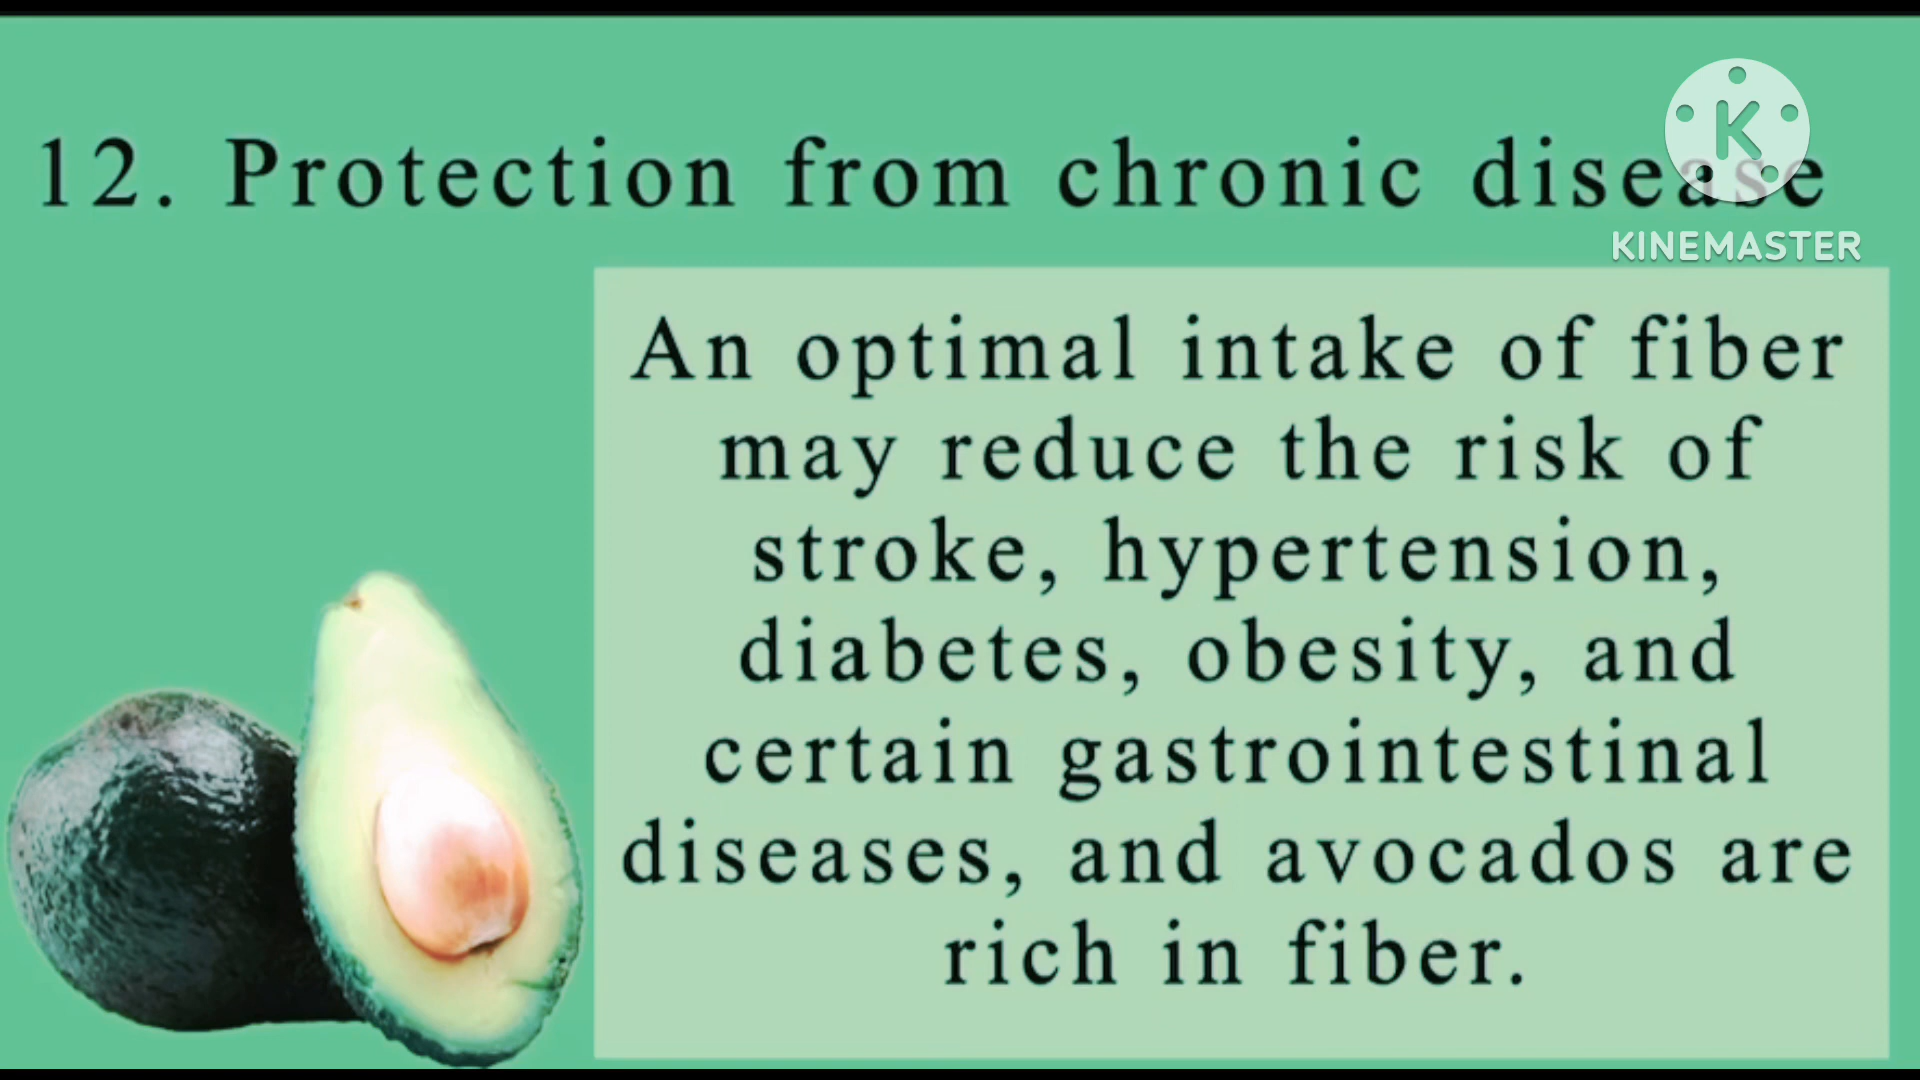 12. Protection from chronic disease
K
KINEMASTER
An optimal intake of fiber
may reduce the risk of
stroke, hypertension,
diabetes, obesity, and
certain gastrointestinal
diseases, and avocados are
rich in fiber.